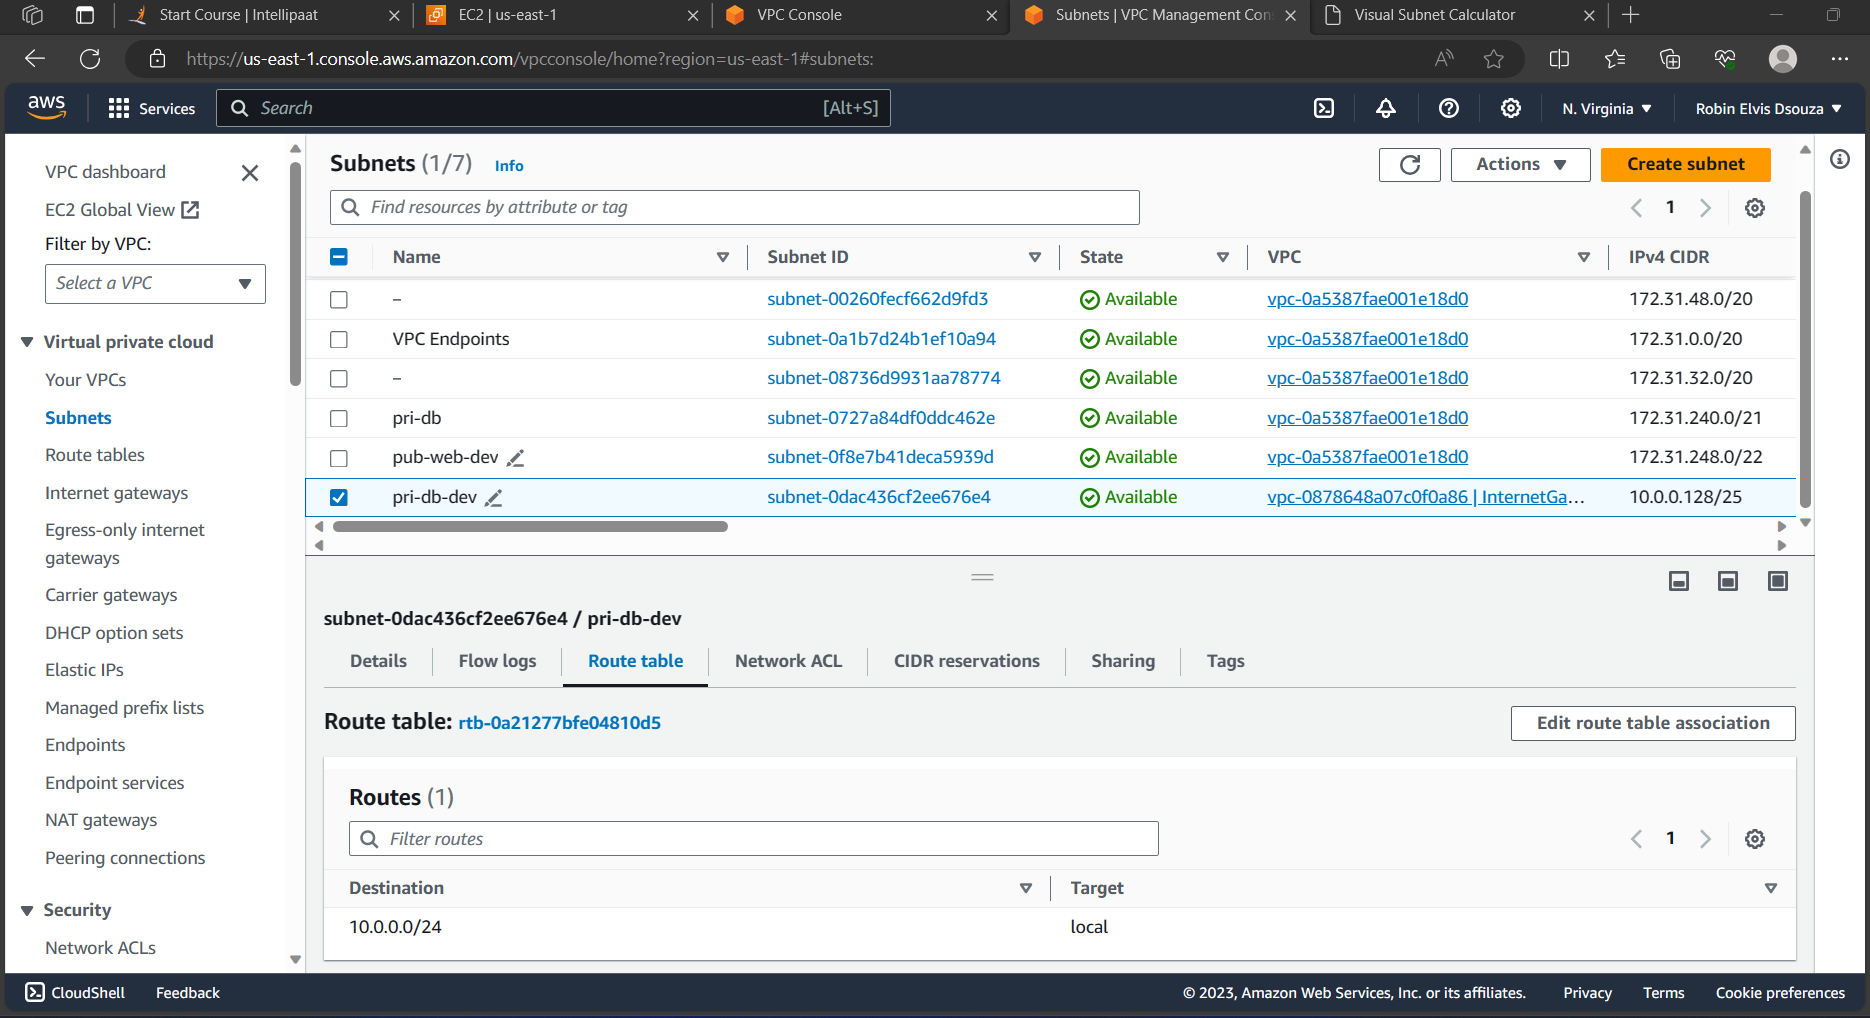 Start Course | Intellipaat
EC2 | us-east-1
VPC Console
Subnets | VPC Management Con
Visual Subnet Calculator
https://us-east-1.console.aws.amazon.com/vpcconsole/home?region=us-east-1#subnets:
aws
Services
Search
[Alt+S]
N. Virginia
Robin Elvis Dsouza
VPC dashboard
EC2 Global View
Filter by VPC:
Select a VPC
Virtual private cloud
Your VPCs
Subnets
Route tables
Internet gateways
Egress-only internet
gateways
Carrier gateways
DHCP option sets
Elastic IPs
Managed prefix lists
Endpoints
Endpoint services
NAT gateways
Peering connections
Security
Network ACLs
Subnets (1/7) Info
Actions
Create subnet
Find resources by attribute or tag
1
Name Subnet ID State VPC IPv4 CIDR
– subnet-00260fecf662d9fd3 Available vpc-0a5387fae001e18d0 172.31.48.0/20
VPC Endpoints subnet-0a1b7d24b1ef10a94 Available vpc-0a5387fae001e18d0 172.31.0.0/20
– subnet-08736d9931aa78774 Available vpc-0a5387fae001e18d0 172.31.32.0/20
pri-db subnet-0727a84df0ddc462e Available vpc-0a5387fae001e18d0 172.31.240.0/21
pub-web-dev subnet-0f8e7b41deca5939d Available vpc-0a5387fae001e18d0 172.31.248.0/22
pri-db-dev subnet-0dac436cf2ee676e4 Available vpc-0878648a07c0f0a86 | InternetGa... 10.0.0.128/25
subnet-0dac436cf2ee676e4 / pri-db-dev
Details Flow logs Route table Network ACL CIDR reservations Sharing Tags
Route table: rtb-0a21277bfe04810d5
Edit route table association
Routes (1)
Filter routes
1
Destination Target
10.0.0.0/24 local
CloudShell Feedback © 2023, Amazon Web Services, Inc. or its affiliates. Privacy Terms Cookie preferences